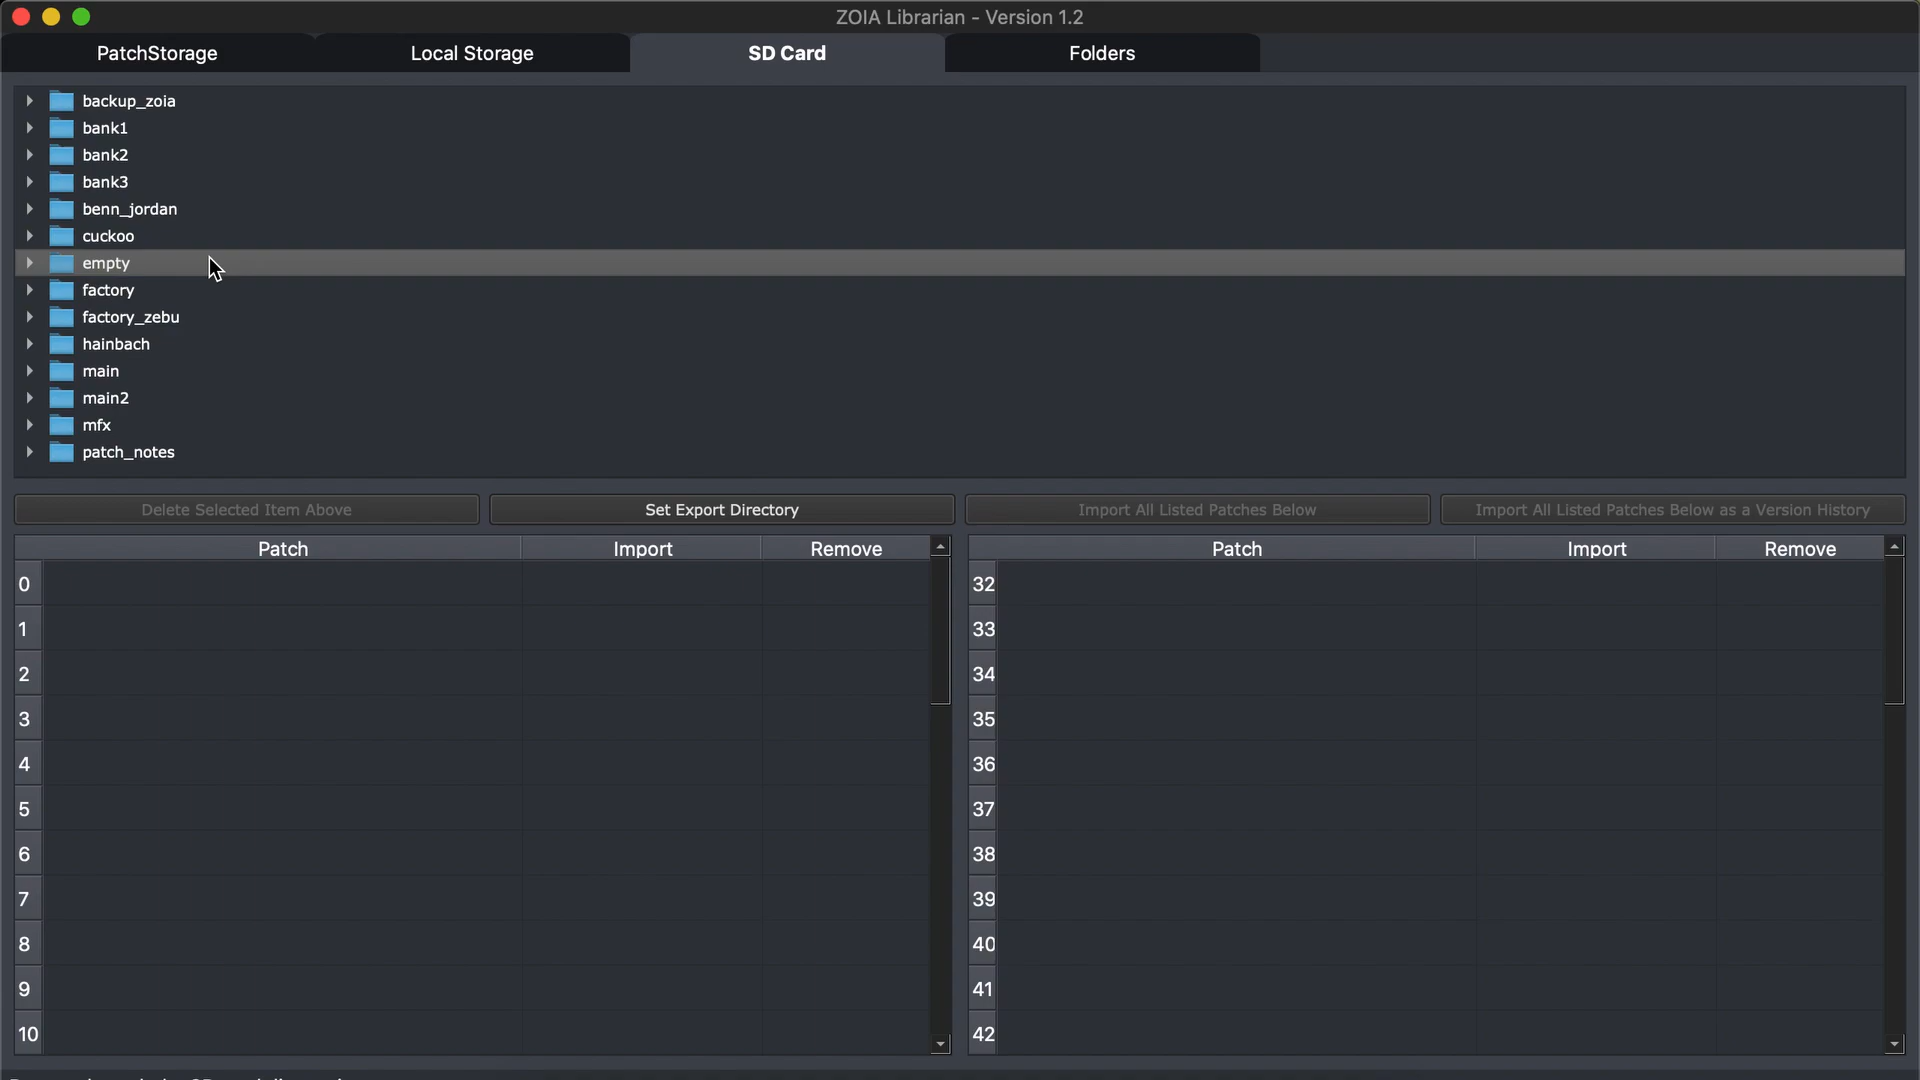 ZOIA Librarian - Version 1.2
PatchStorage Local Storage SD Card Folders
backup_zoia
bank1
bank2
bank3
benn_jordan
cuckoo
empty
factory
factory_zebu
hainbach
main
main2
mfx
patch_notes
Delete Selected Item Above Set Export Directory Import All Listed Patches Below Import All Listed Patches Below as a Version History
Patch Import Remove Patch Import Remove
0 32
1 33
2 34
3 35
4 36
5 37
6 38
7 39
8 40
9 41
10 42